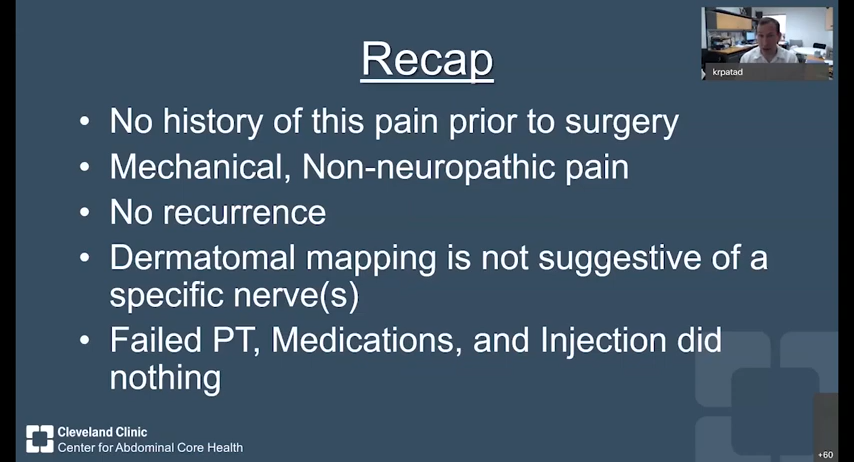 Recap
krpatad
• No history of this pain prior to surgery
• Mechanical, Non-neuropathic pain
• No recurrence
• Dermatomal mapping is not suggestive of a
specific nerve(s)
• Failed PT, Medications, and Injection did
nothing
Cleveland Clinic
Center for Abdominal Core Health
+60